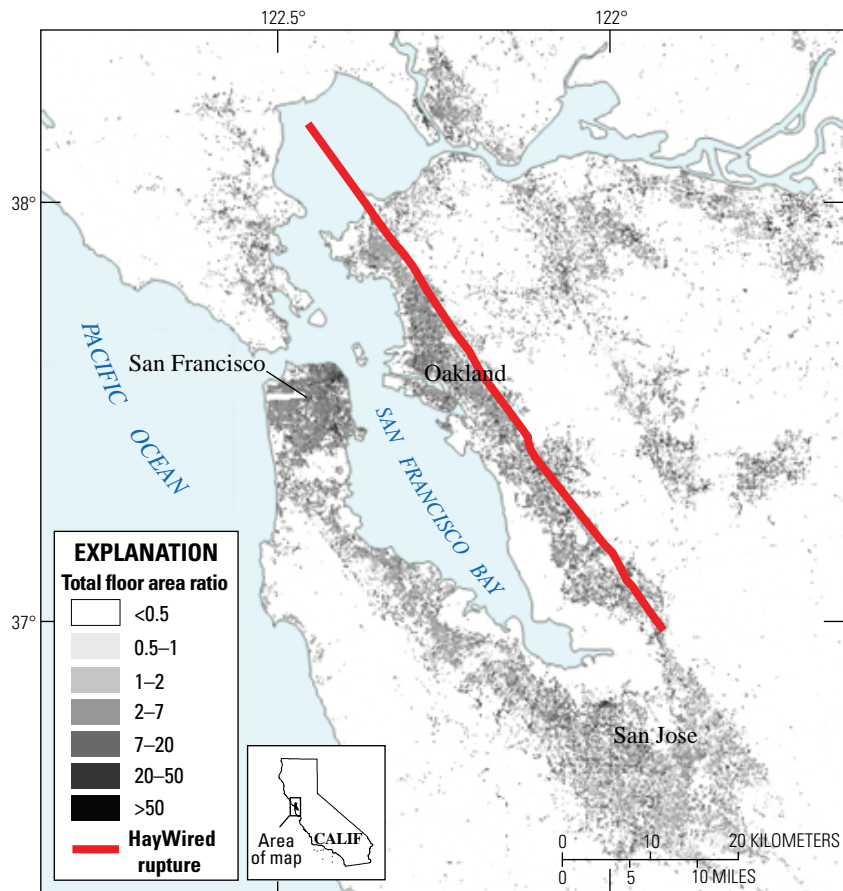 122.5°
122°
38°
37°
PACIFIC OCEAN
San Francisco
Oakland
SAN FRANCISCO BAY
San Jose
EXPLANATION
Total floor area ratio
<0.5
0.5–1
1–2
2–7
7–20
20–50
>50
HayWired
rupture
Area
of map
CALIF
0 10 20 KILOMETERS
0 5 10 MILES